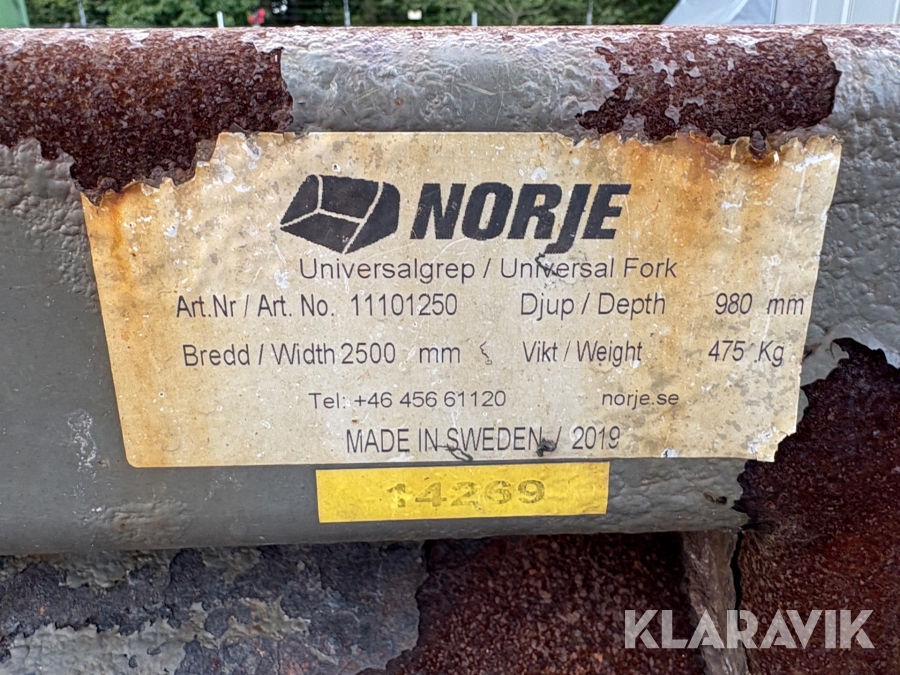 NORJE
Universalgrep / Universal Fork
Art.Nr / Art. No. 11101250 Djup / Depth 980 mm
Bredd / Width 2500 mm Vikt / Weight 475 Kg
Tel: +46 456 61120 norje.se
MADE IN SWEDEN / 2019
14269
KLARAVIK